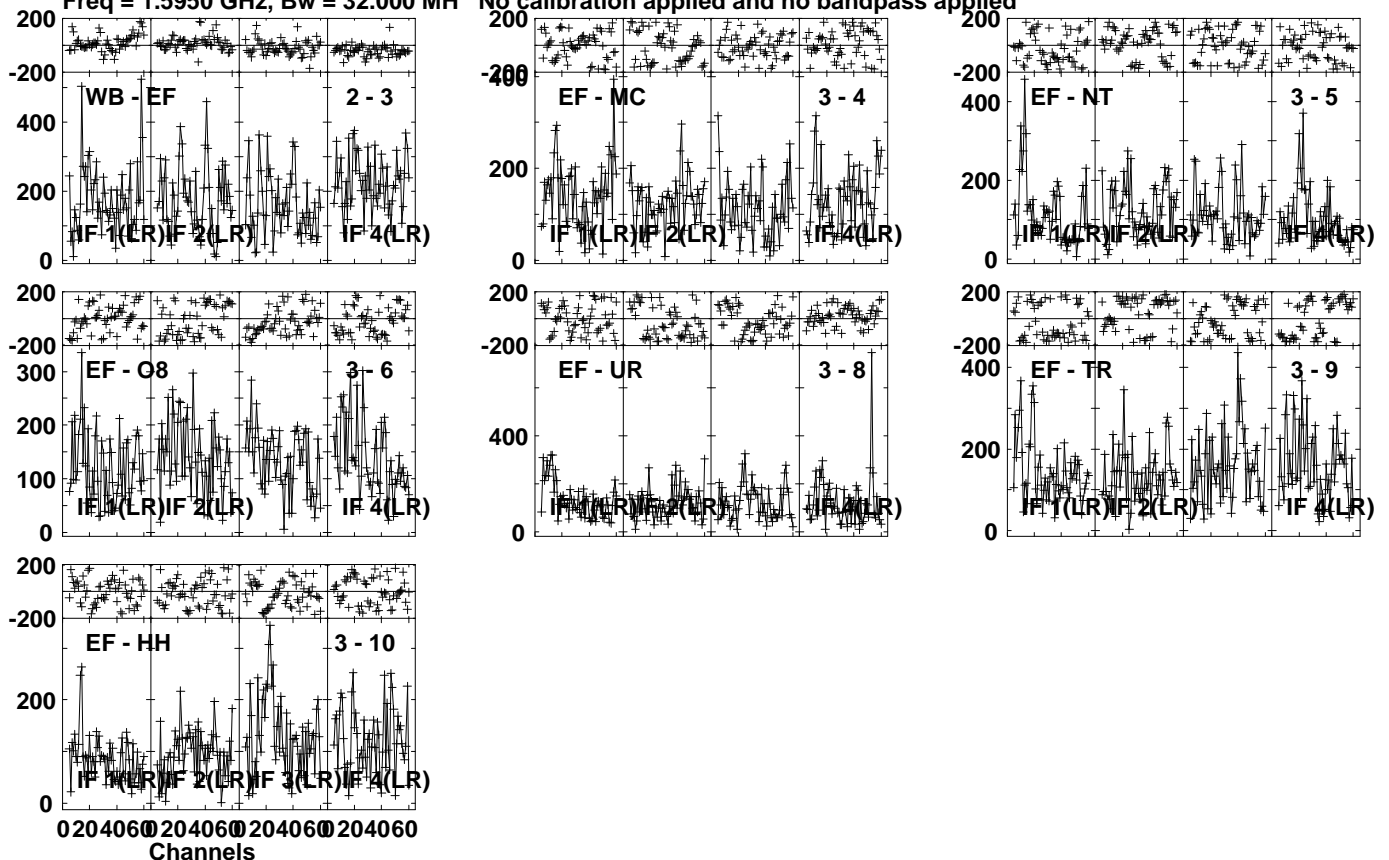 Freq = 1.5950 GHz, Bw = 32.000 MH No calibration applied and no bandpass applied
200
-200
WB - EF 2 - 3
400
200
0
IF 1(LR) IF 2(LR) IF 4(LR)
-200
400
EF - MC 3 - 4
200
0
IF 1(LR) IF 2(LR) IF 4(LR)
200
-200
EF - NT 3 - 5
400
200
0
IF 1(LR) IF 2(LR) IF 4(LR)
200
-200
EF - O8 3 - 6
300
200
100
0
IF 1(LR) IF 2(LR) IF 4(LR)
200
-200
EF - UR 3 - 8
400
0
IF 1(LR) IF 2(LR) IF 4(LR)
200
-200
EF - TR 3 - 9
400
200
0
IF 1(LR) IF 2(LR) IF 4(LR)
200
-200
EF - HH 3 - 10
200
0
IF 1(LR) IF 2(LR) IF 3(LR) IF 4(LR)
0 20 40 60 0 20 40 60 0 20 40 60 0 20 40 60
Channels